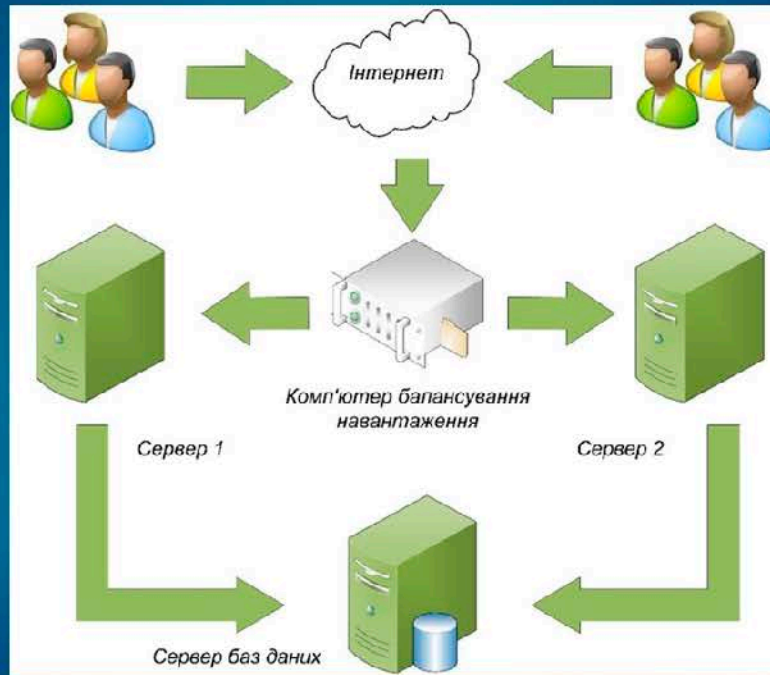 Інтернет
Комп'ютер балансування
навантаження
Сервер 1
Сервер 2
Сервер баз даних